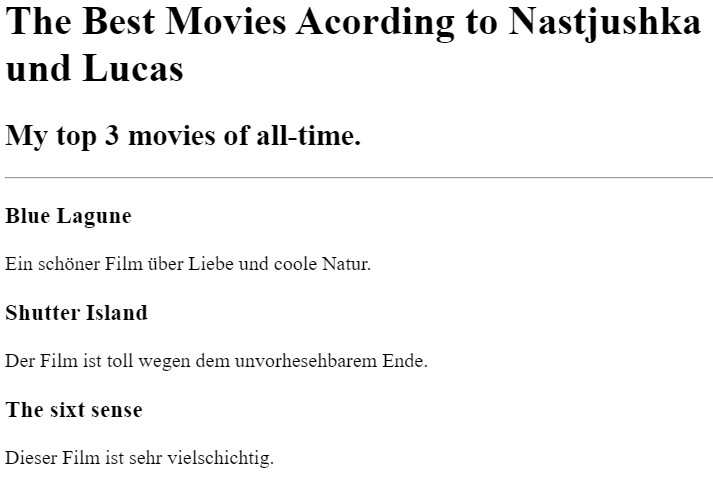 The Best Movies Acording to Nastjushka
und Lucas
My top 3 movies of all-time.
Blue Lagune
Ein schöner Film über Liebe und coole Natur.
Shutter Island
Der Film ist toll wegen dem unvorhesehbarem Ende.
The sixt sense
Dieser Film ist sehr vielschichtig.